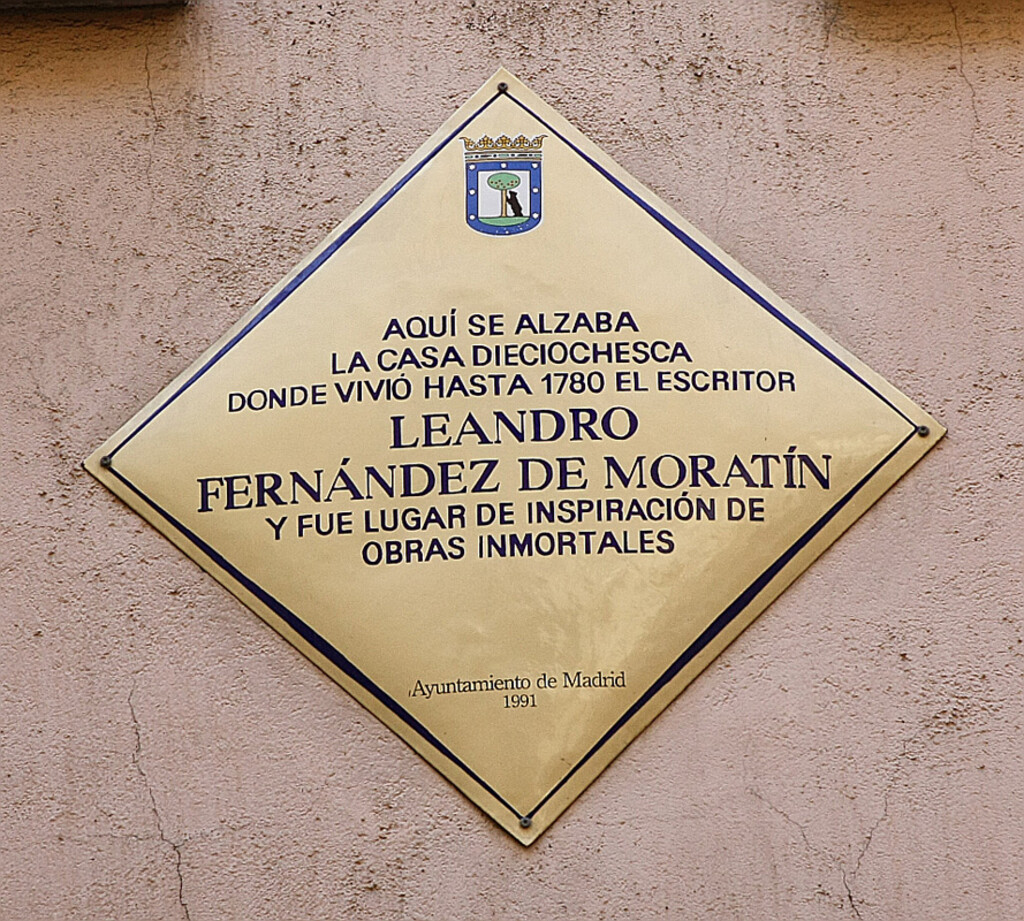 AQUÍ SE ALZABA
LA CASA DIECIOCHESCA
DONDE VIVIÓ HASTA 1780 EL ESCRITOR
LEANDRO
FERNÁNDEZ DE MORATÍN
Y FUE LUGAR DE INSPIRACIÓN DE
OBRAS INMORTALES
Ayuntamiento de Madrid
1991